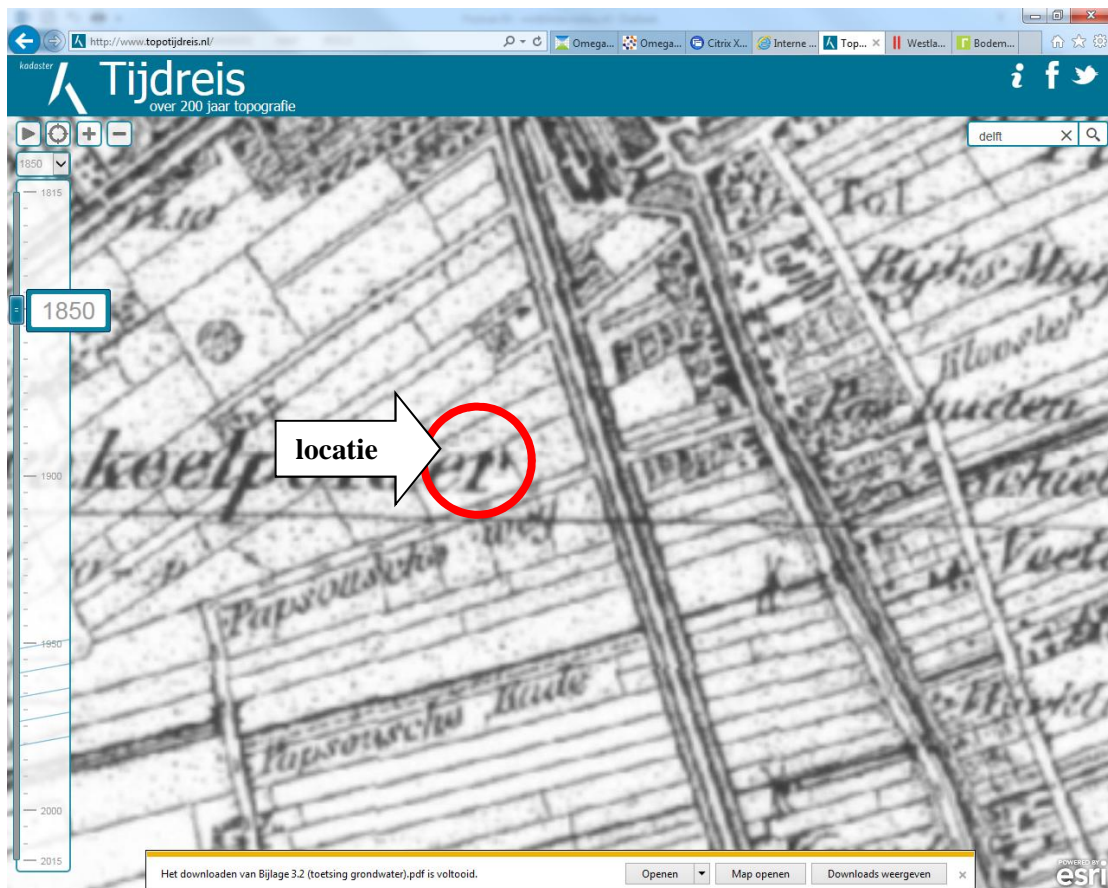 http://www.topotijdreis.nl/
Omega... Omega... Citrix X... Interne ... Top... Westla... Bodem...
kadaster Tijdreis
over 200 jaar topografie
delft
1850
1815
1850
1900
1950
2000
2015
Tol
Klooster
locatie
weg
Papsousche
Papsousche Kade
Het downloaden van Bijlage 3.2 (toetsing grondwater).pdf is voltooid.
Openen Map openen Downloads weergeven
POWERED BY
esri